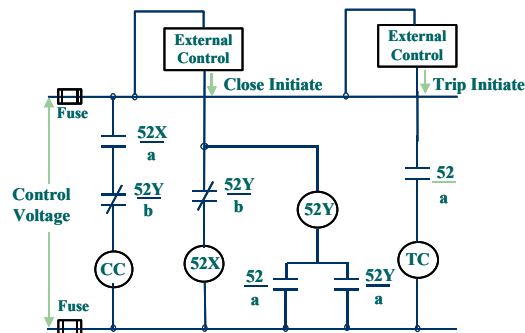 External
Control
External
Control
Close Initiate
Trip Initiate
Fuse
52X
a
52Y
b
52Y
b
52Y
52
a
Control
Voltage
CC
52X
52
a
52Y
a
TC
Fuse